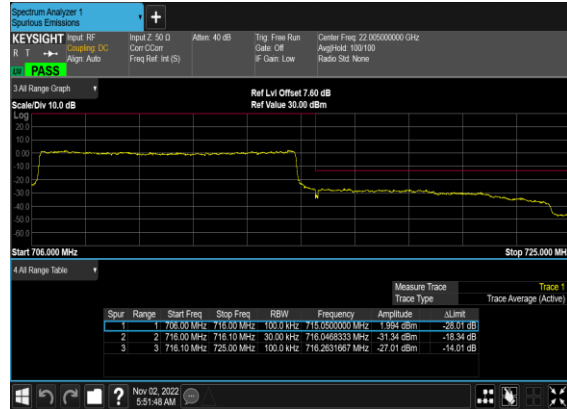 Spectrum Analyzer 1
Spurious Emissions
KEYSIGHT Input: RF Input Z: 50 Ω Atten: 40 dB Trig: Free Run Center Freq: 22.005000000 GHz
R T Coupling: DC Corr CCorr Gate: Off Avg|Hold: 100/100
Align: Auto Freq Ref: Int (S) IF Gain: Low Radio Std: None
PASS
3 All Range Graph Ref Lvl Offset 7.60 dB
Scale/Div 10.0 dB Ref Value 30.00 dBm
Log
20.0
10.0
0.00
-10.0
-20.0
-30.0
-40.0
-50.0
-60.0
Start 706.000 MHz Stop 725.000 MH
4 All Range Table
Measure Trace Trace 1
Trace Type Trace Average (Active)
Spur Range Start Freq Stop Freq RBW Frequency Amplitude ΔLimit
1 1 706.00 MHz 716.00 MHz 100.0 kHz 715.0500000 MHz 1.994 dBm -28.01 dB
2 2 716.00 MHz 716.10 MHz 30.00 kHz 716.0468333 MHz -31.34 dBm -18.34 dB
3 3 716.10 MHz 725.00 MHz 100.0 kHz 716.2631667 MHz -27.01 dBm -14.01 dB
Nov 02, 2022
5:51:48 AM